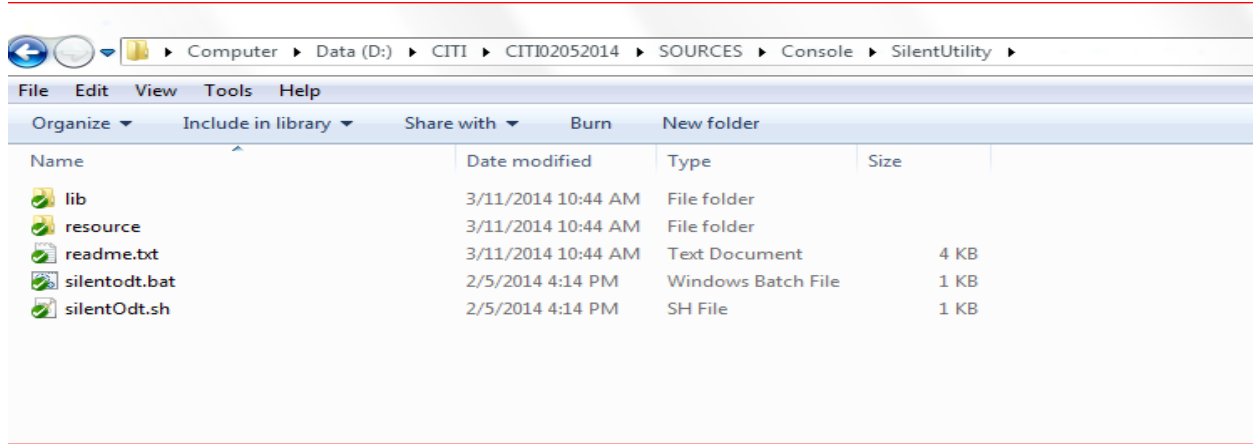 Computer Data (D:) CITI CITI02052014 SOURCES Console SilentUtility
File Edit View Tools Help
Organize Include in library Share with Burn New folder
Name Date modified Type Size
lib 3/11/2014 10:44 AM File folder
resource 3/11/2014 10:44 AM File folder
readme.txt 3/11/2014 10:44 AM Text Document 4 KB
silentodt.bat 2/5/2014 4:14 PM Windows Batch File 1 KB
silentOdt.sh 2/5/2014 4:14 PM SH File 1 KB